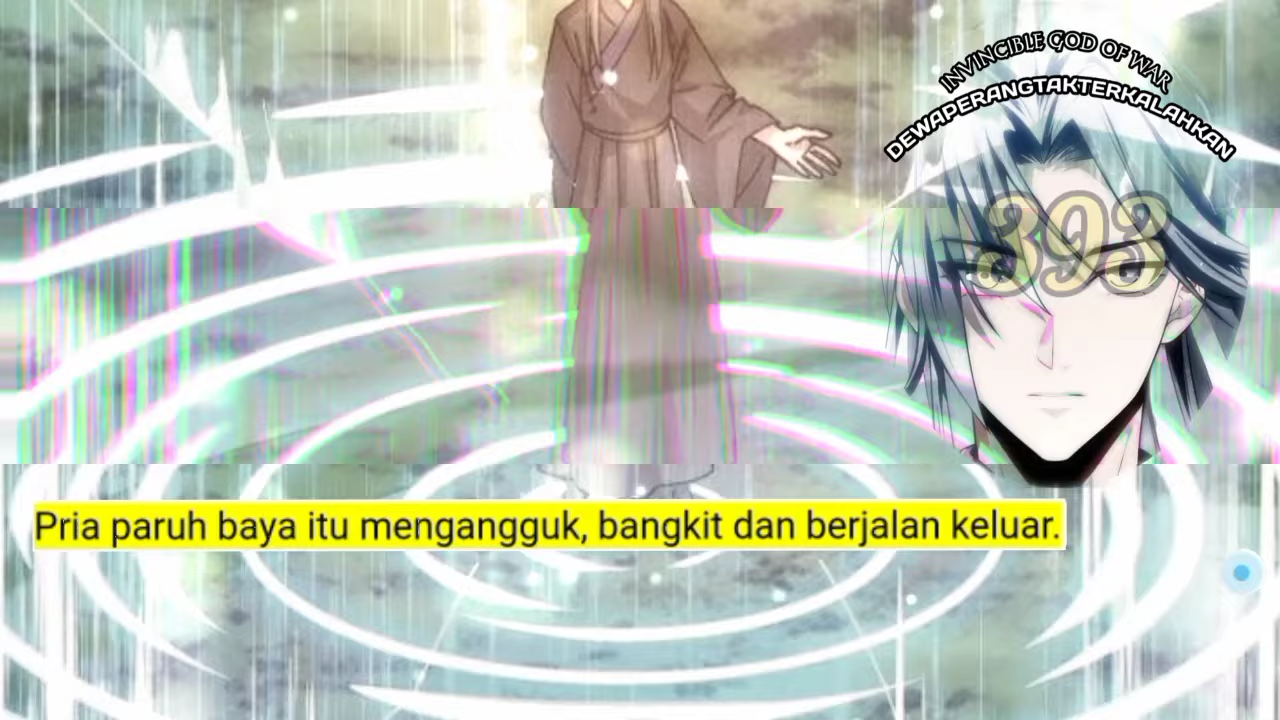 INVINCIBLE GOD OF WAR
DEWAPERANGTAKTERKALAHKAN
393
Pria paruh baya itu mengangguk, bangkit dan berjalan keluar.